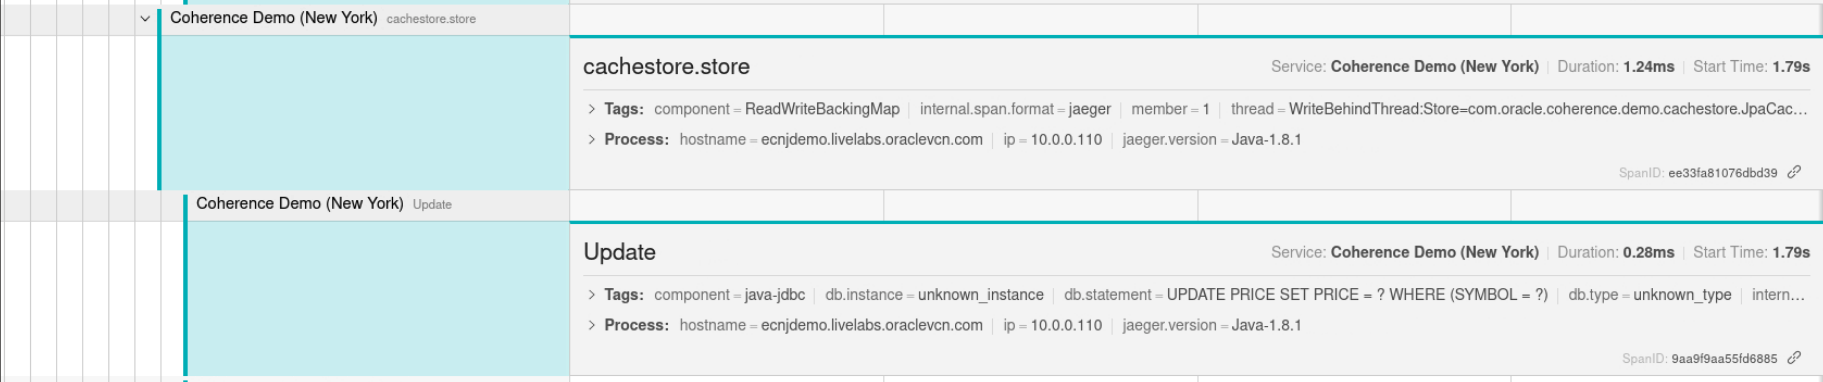 Coherence Demo (New York) cachestore.store
cachestore.store
Service: Coherence Demo (New York) Duration: 1.24ms Start Time: 1.79s
Tags: component = ReadWriteBackingMap internal.span.format = jaeger member = 1 thread = WriteBehindThread:Store=com.oracle.coherence.demo.cachestore.JpaCac...
Process: hostname = ecnjdemo.livelabs.oraclevcn.com ip = 10.0.0.110 jaeger.version = Java-1.8.1
SpanID: ee33fa81076dbd39
Coherence Demo (New York) Update
Update
Service: Coherence Demo (New York) Duration: 0.28ms Start Time: 1.79s
Tags: component = java-jdbc db.instance = unknown_instance db.statement = UPDATE PRICE SET PRICE = ? WHERE (SYMBOL = ?) db.type = unknown_type intern...
Process: hostname = ecnjdemo.livelabs.oraclevcn.com ip = 10.0.0.110 jaeger.version = Java-1.8.1
SpanID: 9aa9f9aa55fd6885